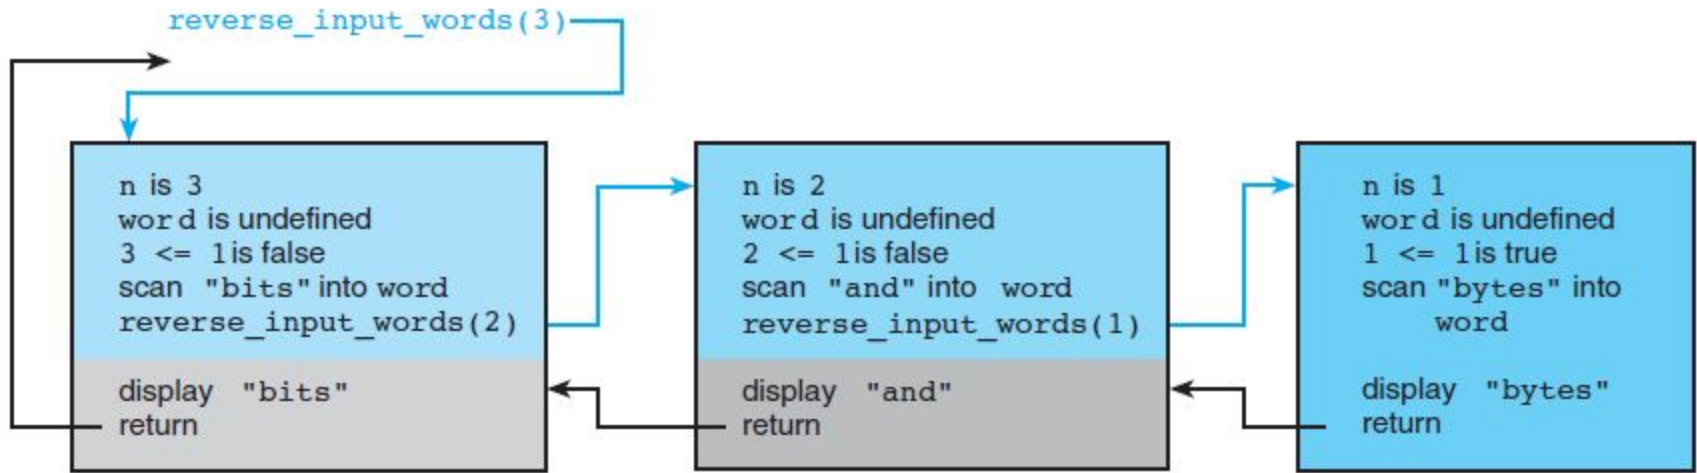 reverse_input_words(3)
n is 3
word is undefined
3 <= 1 is false
scan "bits" into word
reverse_input_words(2)
display "bits"
return
n is 2
word is undefined
2 <= 1 is false
scan "and" into word
reverse_input_words(1)
display "and"
return
n is 1
word is undefined
1 <= 1 is true
scan "bytes" into
word
display "bytes"
return